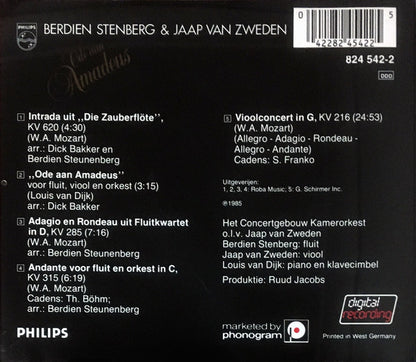 PHILIPS
BERDIEN STENBERG & JAAP VAN ZWEDEN
Ode aan
Amadeus
0
42282 45422
5
824 542-2
DDD
1 Intrada uit „Die Zauberflöte”,
KV 620 (4:30)
(W.A. Mozart)
arr.: Dick Bakker en
Berdien Steunenberg
2 „Ode aan Amadeus”
voor fluit, viool en orkest (3:15)
(Louis van Dijk)
arr.: Dick Bakker
3 Adagio en Rondeau uit Fluitkwartet
in D, KV 285 (7:16)
(W.A. Mozart)
arr.: Berdien Steunenberg
4 Andante voor fluit en orkest in C,
KV 315 (6:19)
(W.A. Mozart)
Cadens: Th. Böhm;
arr.: Berdien Steunenberg
5 Vioolconcert in G, KV 216 (24:53)
(W.A. Mozart)
(Allegro - Adagio - Rondeau -
Allegro - Andante)
Cadens: S. Franko
Uitgeverijen:
1, 2, 3, 4: Roba Music; 5: G. Schirmer Inc.
℗1985
Het Concertgebouw Kamerorkest
o.l.v. Jaap van Zweden
Berdien Stenberg: fluit
Jaap van Zweden: viool
Louis van Dijk: piano en klavecimbel
Produktie: Ruud Jacobs
PHILIPS
marketed by
phonogram
digital
recording
Printed in West Germany